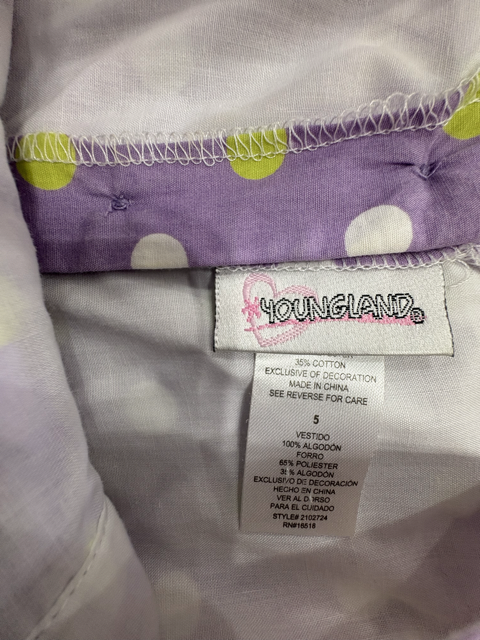 YOUNGLAND®
35% COTTON
EXCLUSIVE OF DECORATION
MADE IN CHINA
SEE REVERSE FOR CARE
5
VESTIDO
100% ALGODÓN
FORRO
65% POLIESTER
35% ALGODÓN
EXCLUSIVO DE DECORACIÓN
HECHO EN CHINA
VER AL DORSO
PARA EL CUIDADO
STYLE# 2102724
RN#16518